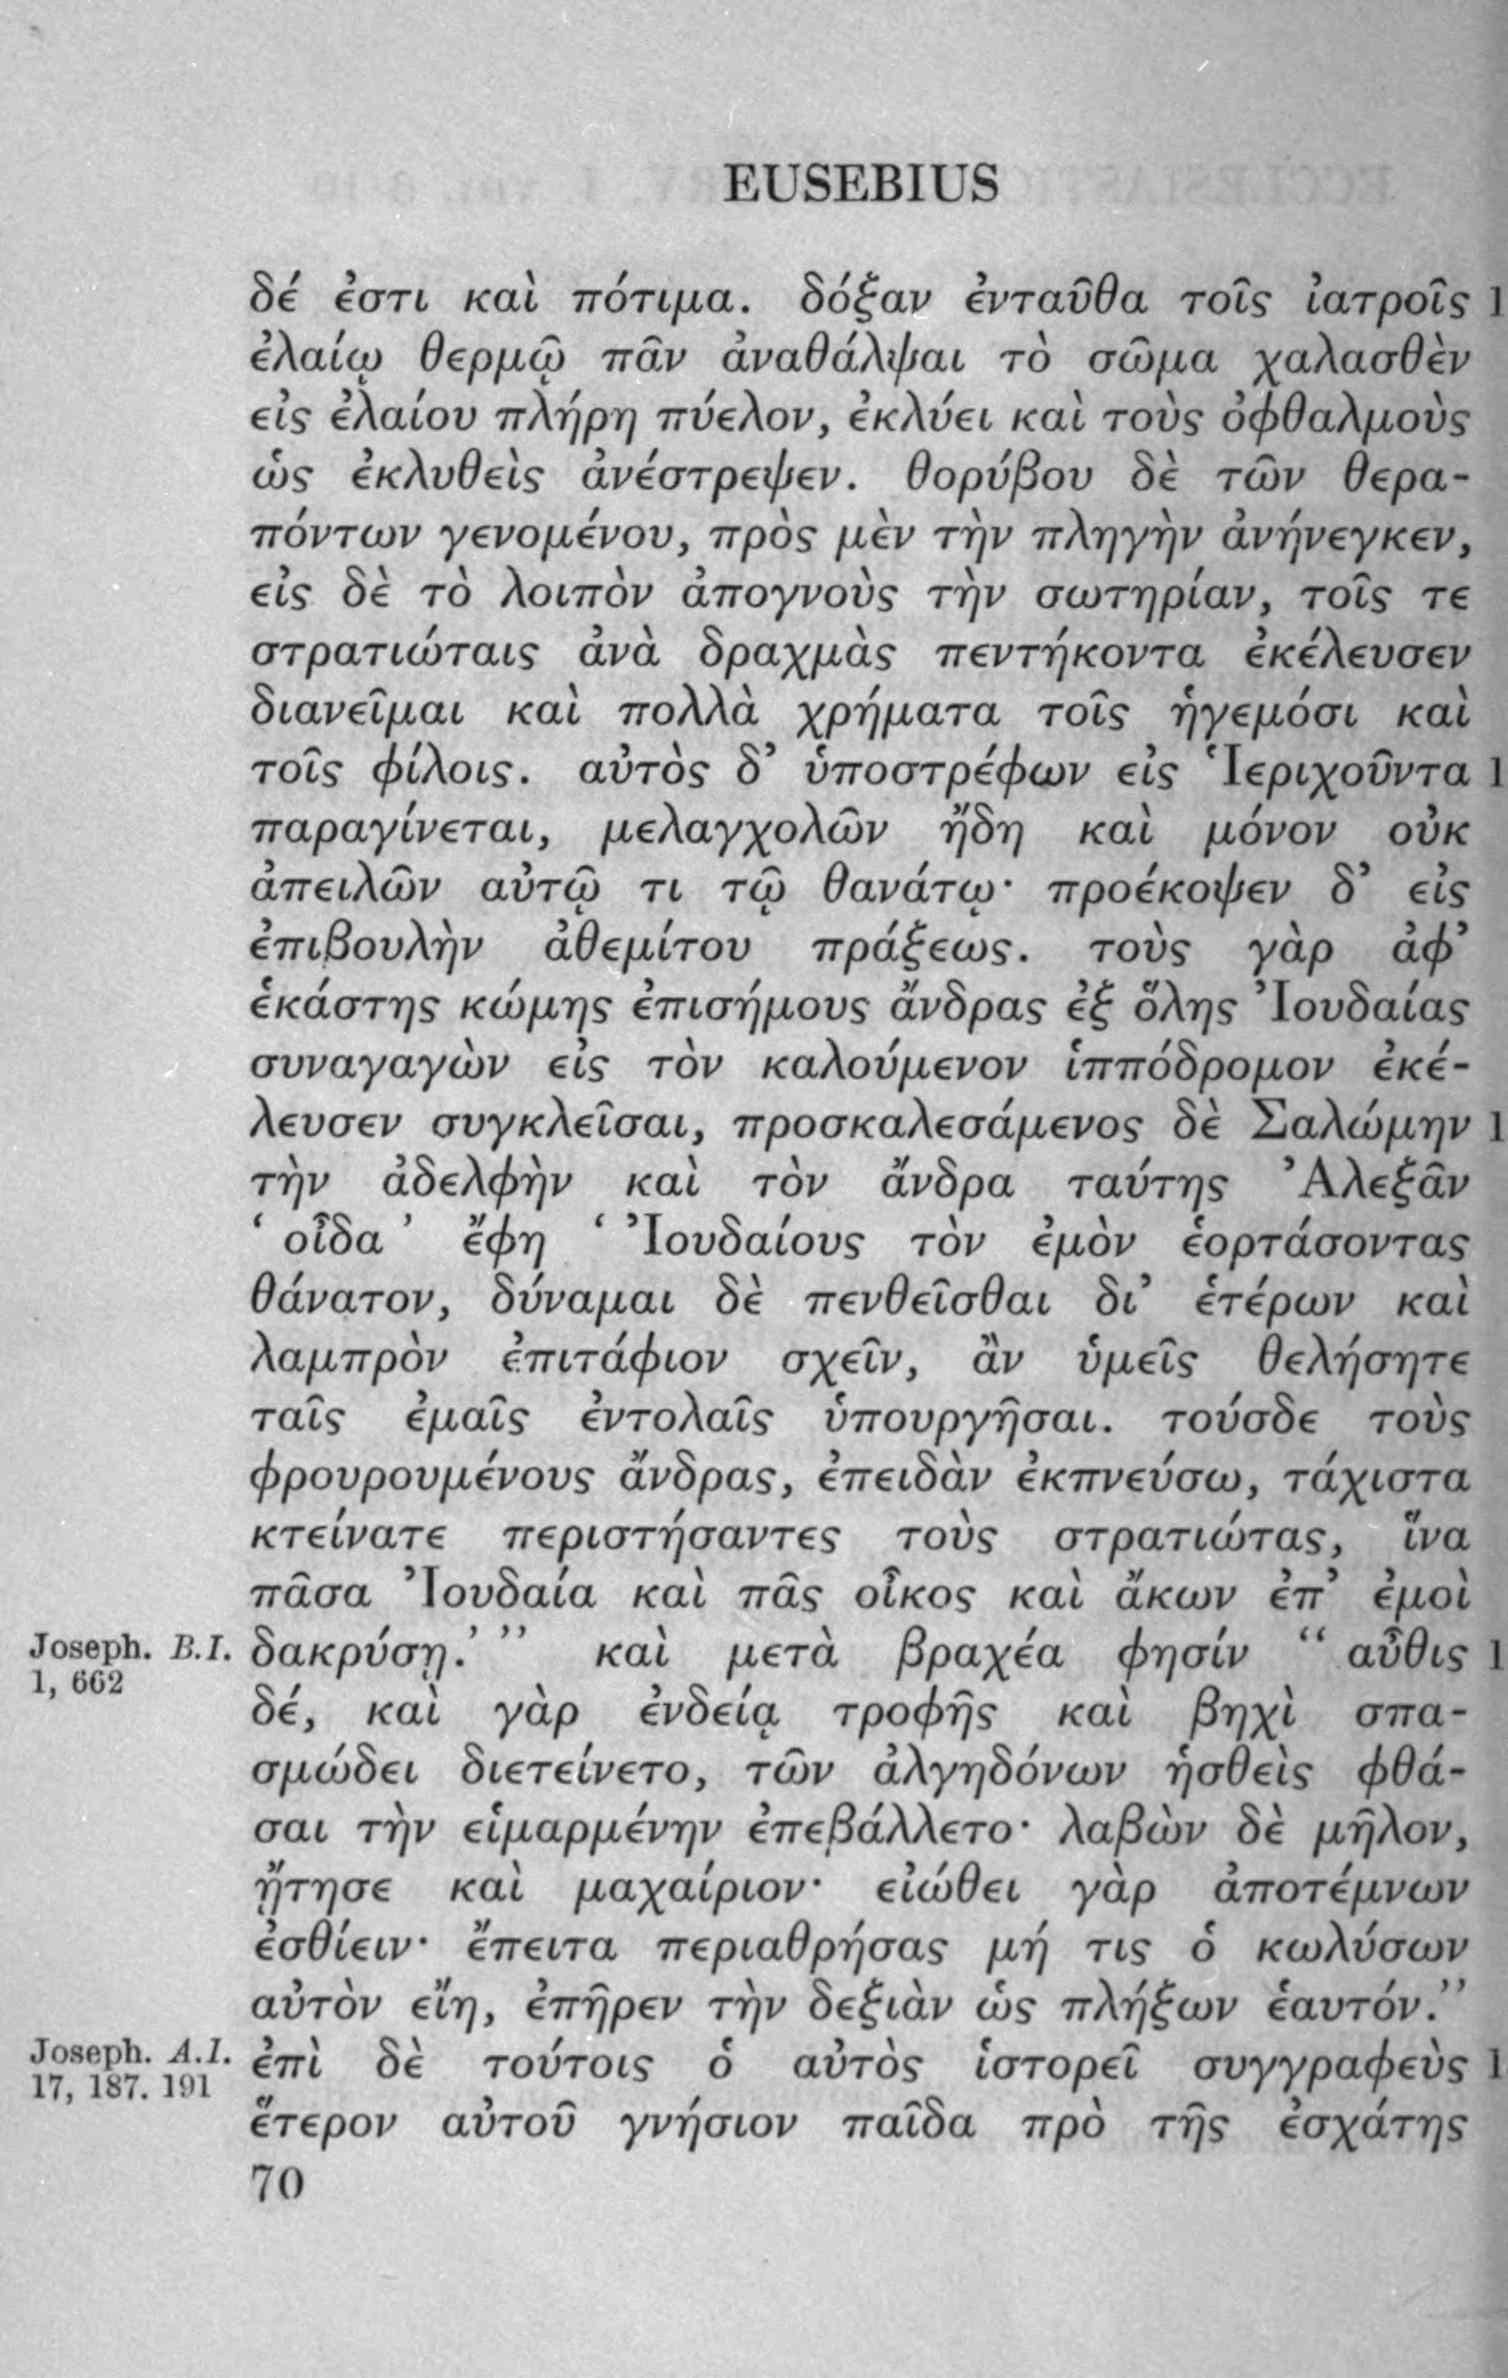 EUSEBIUS
δέ ἐστι καὶ πότιμα. δόξαν ἐνταῦθα τοῖς ἰατροῖς 1
ἐλαίῳ θερμῷ πᾶν ἀναθάλψαι τὸ σῶμα χαλασθὲν
εἰς ἐλαίου πλήρη πύελον, ἐκλύει καὶ τοὺς ὀφθαλμοὺς
ὡς ἐκλυθεὶς ἀνέστρεψεν. θορύβου δὲ τῶν θερα-
πόντων γενομένου, πρὸς μὲν τὴν πληγὴν ἀνήνεγκεν,
εἰς δὲ τὸ λοιπὸν ἀπογνοὺς τὴν σωτηρίαν, τοῖς τε
στρατιώταις ἀνὰ δραχμὰς πεντήκοντα ἐκέλευσεν
διανεῖμαι καὶ πολλὰ χρήματα τοῖς ἡγεμόσι καὶ
τοῖς φίλοις. αὐτὸς δ’ ὑποστρέφων εἰς Ἱεριχοῦντα 1
παραγίνεται, μελαγχολῶν ἤδη καὶ μόνον οὐκ
ἀπειλῶν αὐτῷ τι τῷ θανάτῳ· προέκοψεν δ’ εἰς
ἐπιβουλὴν ἀθεμίτου πράξεως. τοὺς γὰρ ἀφ’
ἑκάστης κώμης ἐπισήμους ἄνδρας ἐξ ὅλης Ἰουδαίας
συναγαγὼν εἰς τὸν καλούμενον ἱππόδρομον ἐκέ-
λευσεν συγκλεῖσαι, προσκαλεσάμενος δὲ Σαλώμην 1
τὴν ἀδελφὴν καὶ τὸν ἄνδρα ταύτης Ἀλεξᾶν
‘ οἶδα ’ ἔφη ‘ Ἰουδαίους τὸν ἐμὸν ἑορτάσοντας
θάνατον, δύναμαι δὲ πενθεῖσθαι δι’ ἑτέρων καὶ
λαμπρὸν ἐπιτάφιον σχεῖν, ἂν ὑμεῖς θελήσητε
ταῖς ἐμαῖς ἐντολαῖς ὑπουργῆσαι. τούσδε τοὺς
φρουρουμένους ἄνδρας, ἐπειδὰν ἐκπνεύσω, τάχιστα
κτείνατε περιστήσαντες τοὺς στρατιώτας, ἵνα
πᾶσα Ἰουδαία καὶ πᾶς οἶκος καὶ ἄκων ἐπ’ ἐμοὶ
Joseph. B.I. δακρύσῃ.’ ” καὶ μετὰ βραχέα φησίν “ αὖθις 1
1, 662
δέ, καὶ γὰρ ἐνδείᾳ τροφῆς καὶ βηχὶ σπα-
σμώδει διετείνετο, τῶν ἀλγηδόνων ἡσθεὶς φθά-
σαι τὴν εἱμαρμένην ἐπεβάλλετο· λαβὼν δὲ μῆλον,
ᾔτησε καὶ μαχαίριον· εἰώθει γὰρ ἀποτέμνων
ἐσθίειν· ἔπειτα περιαθρήσας μή τις ὁ κωλύσων
αὐτὸν εἴη, ἐπῆρεν τὴν δεξιὰν ὡς πλήξων ἑαυτόν.”
Joseph. A.I. ἐπὶ δὲ τούτοις ὁ αὐτὸς ἱστορεῖ συγγραφεὺς 1
17, 187. 191
ἕτερον αὐτοῦ γνήσιον παῖδα πρὸ τῆς ἐσχάτης
70